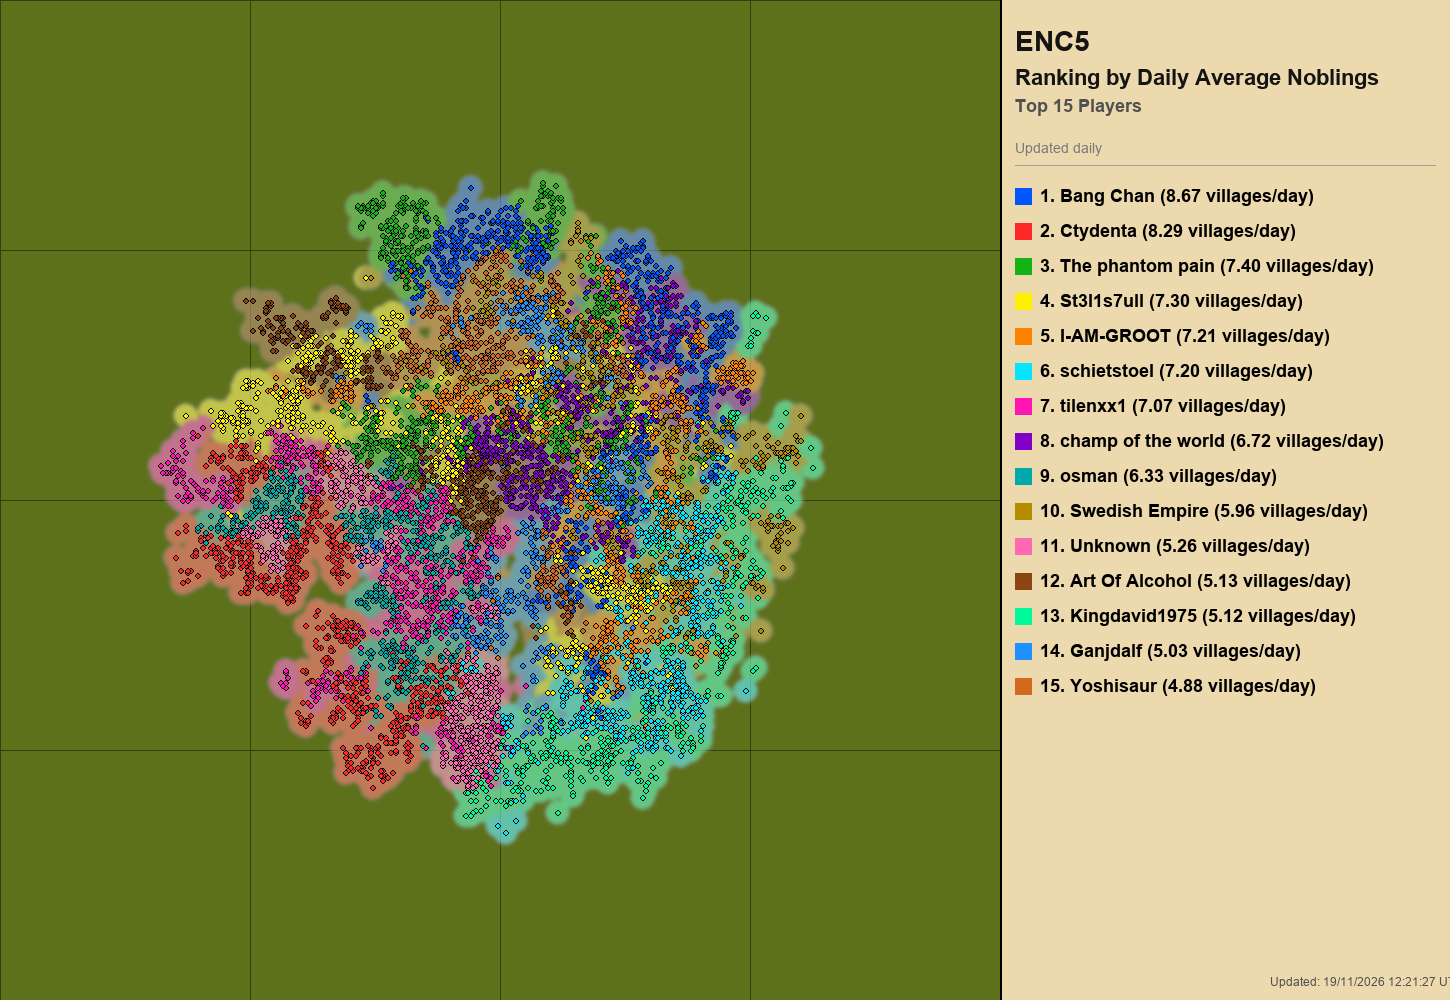 ENC5
Ranking by Daily Average Noblings
Top 15 Players
Updated daily
1. Bang Chan (8.67 villages/day)
2. Ctydenta (8.29 villages/day)
3. The phantom pain (7.40 villages/day)
4. St3l1s7ull (7.30 villages/day)
5. I-AM-GROOT (7.21 villages/day)
6. schietstoel (7.20 villages/day)
7. tilenxx1 (7.07 villages/day)
8. champ of the world (6.72 villages/day)
9. osman (6.33 villages/day)
10. Swedish Empire (5.96 villages/day)
11. Unknown (5.26 villages/day)
12. Art Of Alcohol (5.13 villages/day)
13. Kingdavid1975 (5.12 villages/day)
14. Ganjdalf (5.03 villages/day)
15. Yoshisaur (4.88 villages/day)
Updated: 19/11/2026 12:21:27